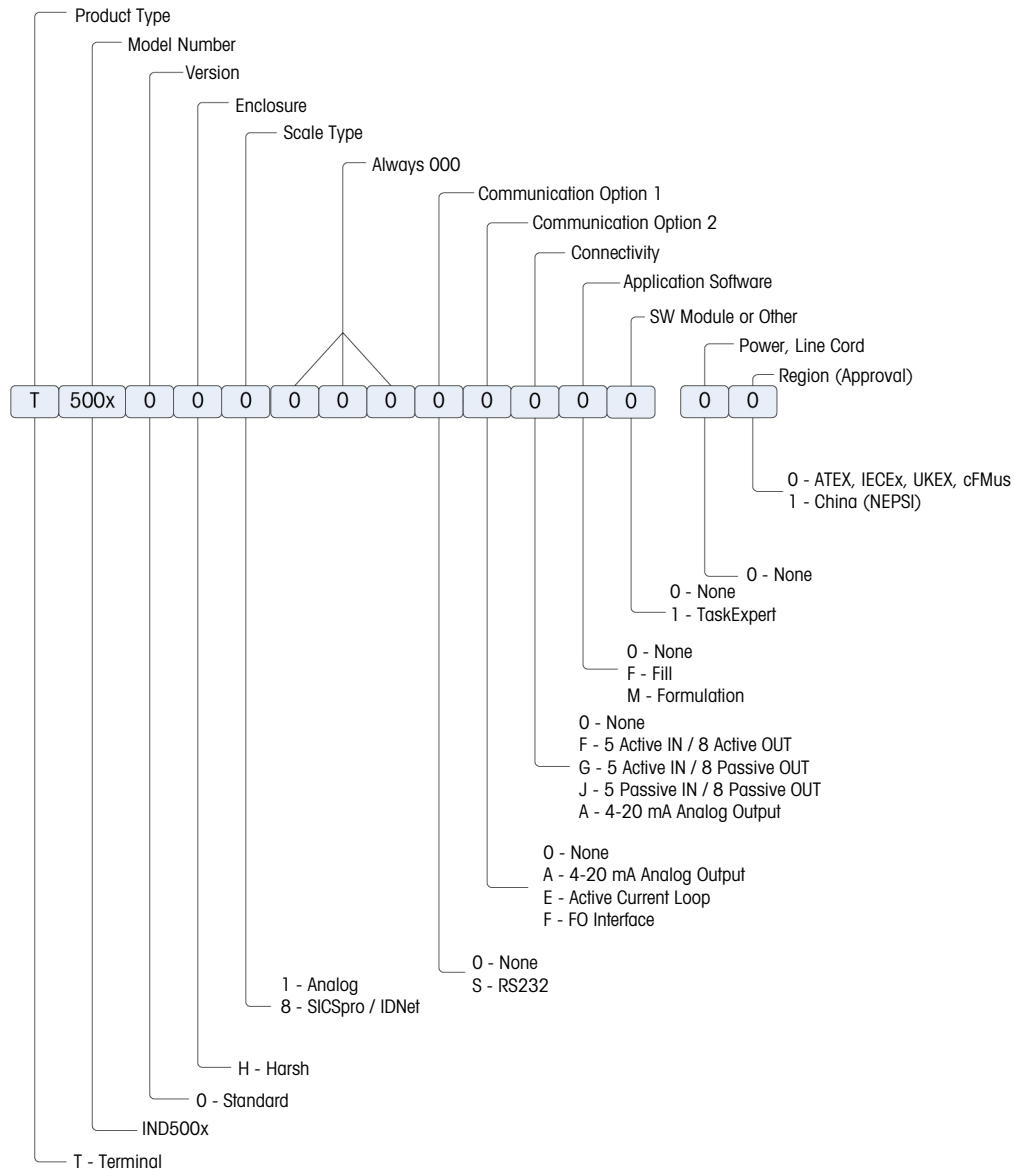 Product Type
Model Number
Version
Enclosure
Scale Type
Always 000
Communication Option 1
Communication Option 2
Connectivity
Application Software
SW Module or Other
Power, Line Cord
Region (Approval)
T 500x 0 0 0 0 0 0 0 0 0 0 0 0 0
0 - ATEX, IECEx, UKEX, cFMus
1 - China (NEPSI)
0 - None
0 - None
1 - TaskExpert
0 - None
F - Fill
M - Formulation
0 - None
F - 5 Active IN / 8 Active OUT
G - 5 Active IN / 8 Passive OUT
J - 5 Passive IN / 8 Passive OUT
A - 4-20 mA Analog Output
0 - None
A - 4-20 mA Analog Output
E - Active Current Loop
F - FO Interface
0 - None
S - RS232
1 - Analog
8 - SICSpro / IDNet
H - Harsh
0 - Standard
IND500x
T - Terminal